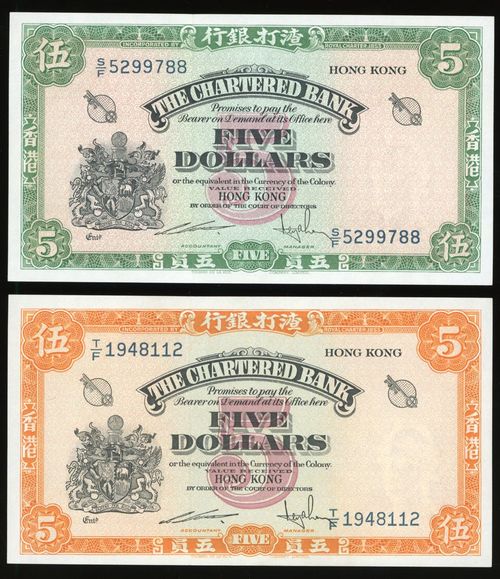 行銀打渣
INCORPORATED BY ROYAL CHARTER 1853
伍 5
S/F 5299788 HONG KONG
THE CHARTERED BANK
Promises to pay the
Bearer on Demand at its Office here
FIVE
DOLLARS
or the equivalent in the Currency of the Colony.
VALUE RECEIVED
HONG KONG
BY ORDER OF THE COURT OF DIRECTORS
香港
香港
S/F 5299788
Entd
ACCOUNTANT MANAGER
5 伍
員五 FIVE 員五
行銀打渣
INCORPORATED BY ROYAL CHARTER 1853
伍 5
T/F 1948112 HONG KONG
THE CHARTERED BANK
Promises to pay the
Bearer on Demand at its Office here
FIVE
DOLLARS
or the equivalent in the Currency of the Colony.
VALUE RECEIVED
HONG KONG
BY ORDER OF THE COURT OF DIRECTORS
香港
香港
T/F 1948112
Entd
ACCOUNTANT MANAGER
5 伍
員五 FIVE 員五